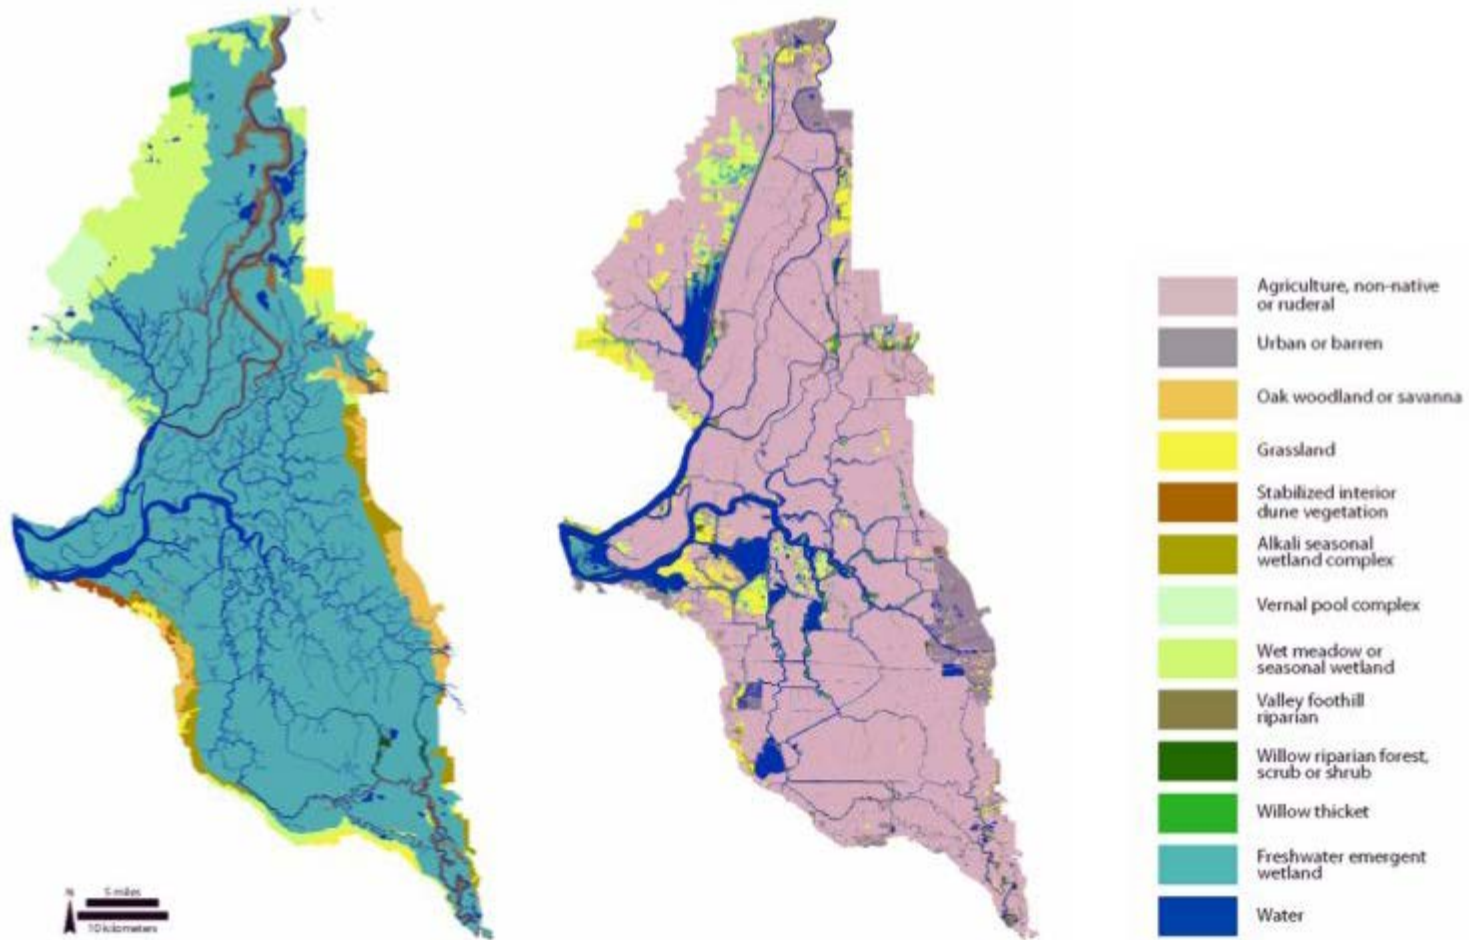 N
5 miles
10 kilometers
Agriculture, non-native
or ruderal
Urban or barren
Oak woodland or savanna
Grassland
Stabilized interior
dune vegetation
Alkali seasonal
wetland complex
Vernal pool complex
Wet meadow or
seasonal wetland
Valley foothill
riparian
Willow riparian forest,
scrub or shrub
Willow thicket
Freshwater emergent
wetland
Water